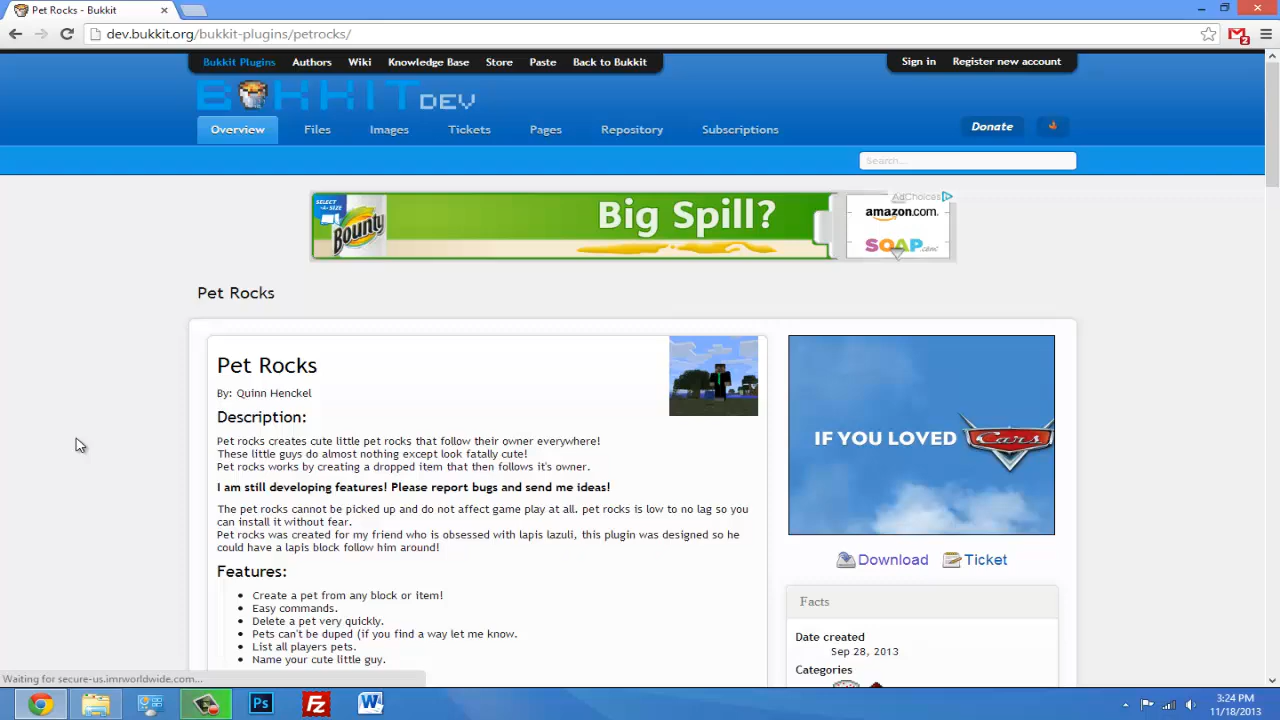 Pet Rocks - Bukkit
dev.bukkit.org/bukkit-plugins/petrocks/
2
Bukkit Plugins Authors Wiki Knowledge Base Store Paste Back to Bukkit
Sign in Register new account
BUKKIT DEV
Overview Files Images Tickets Pages Repository Subscriptions
Donate
Search...
SELECT A SIZE
Bounty
Big Spill?
AdChoices
amazon.com.
SOAP.com
Pet Rocks
Pet Rocks
By: Quinn Henckel
Description:
Pet rocks creates cute little pet rocks that follow their owner everywhere!
These little guys do almost nothing except look fatally cute!
Pet rocks works by creating a dropped item that then follows it's owner.
I am still developing features! Please report bugs and send me ideas!
The pet rocks cannot be picked up and do not affect game play at all. pet rocks is low to no lag so you
can install it without fear.
Pet rocks was created for my friend who is obsessed with lapis lazuli, this plugin was designed so he
could have a lapis block follow him around!
Features:
• Create a pet from any block or item!
• Easy commands.
• Delete a pet very quickly.
• Pets can't be duped (if you find a way let me know.
• List all players pets.
• Name your cute little guy.
IF YOU LOVED Cars
Download Ticket
Facts
Date created
Sep 28, 2013
Categories
Waiting for secure-us.imrworldwide.com...
Ps
Fz
W
3:24 PM
11/18/2013